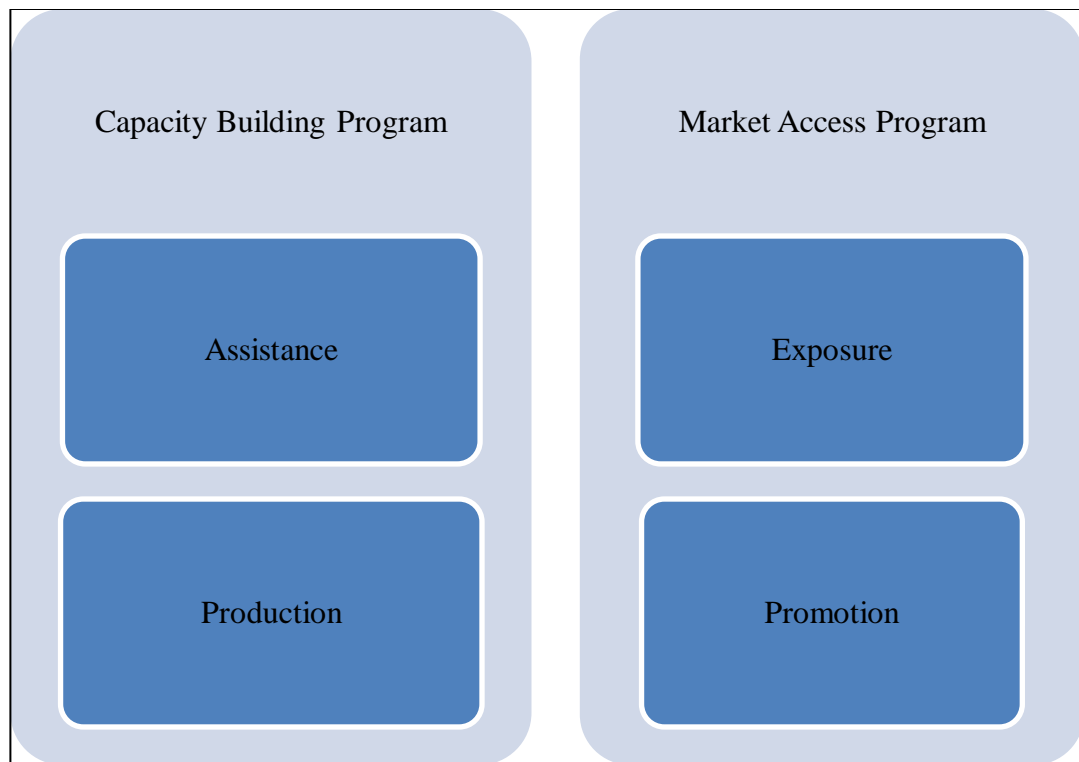 Capacity Building Program
Assistance
Production
Market Access Program
Exposure
Promotion